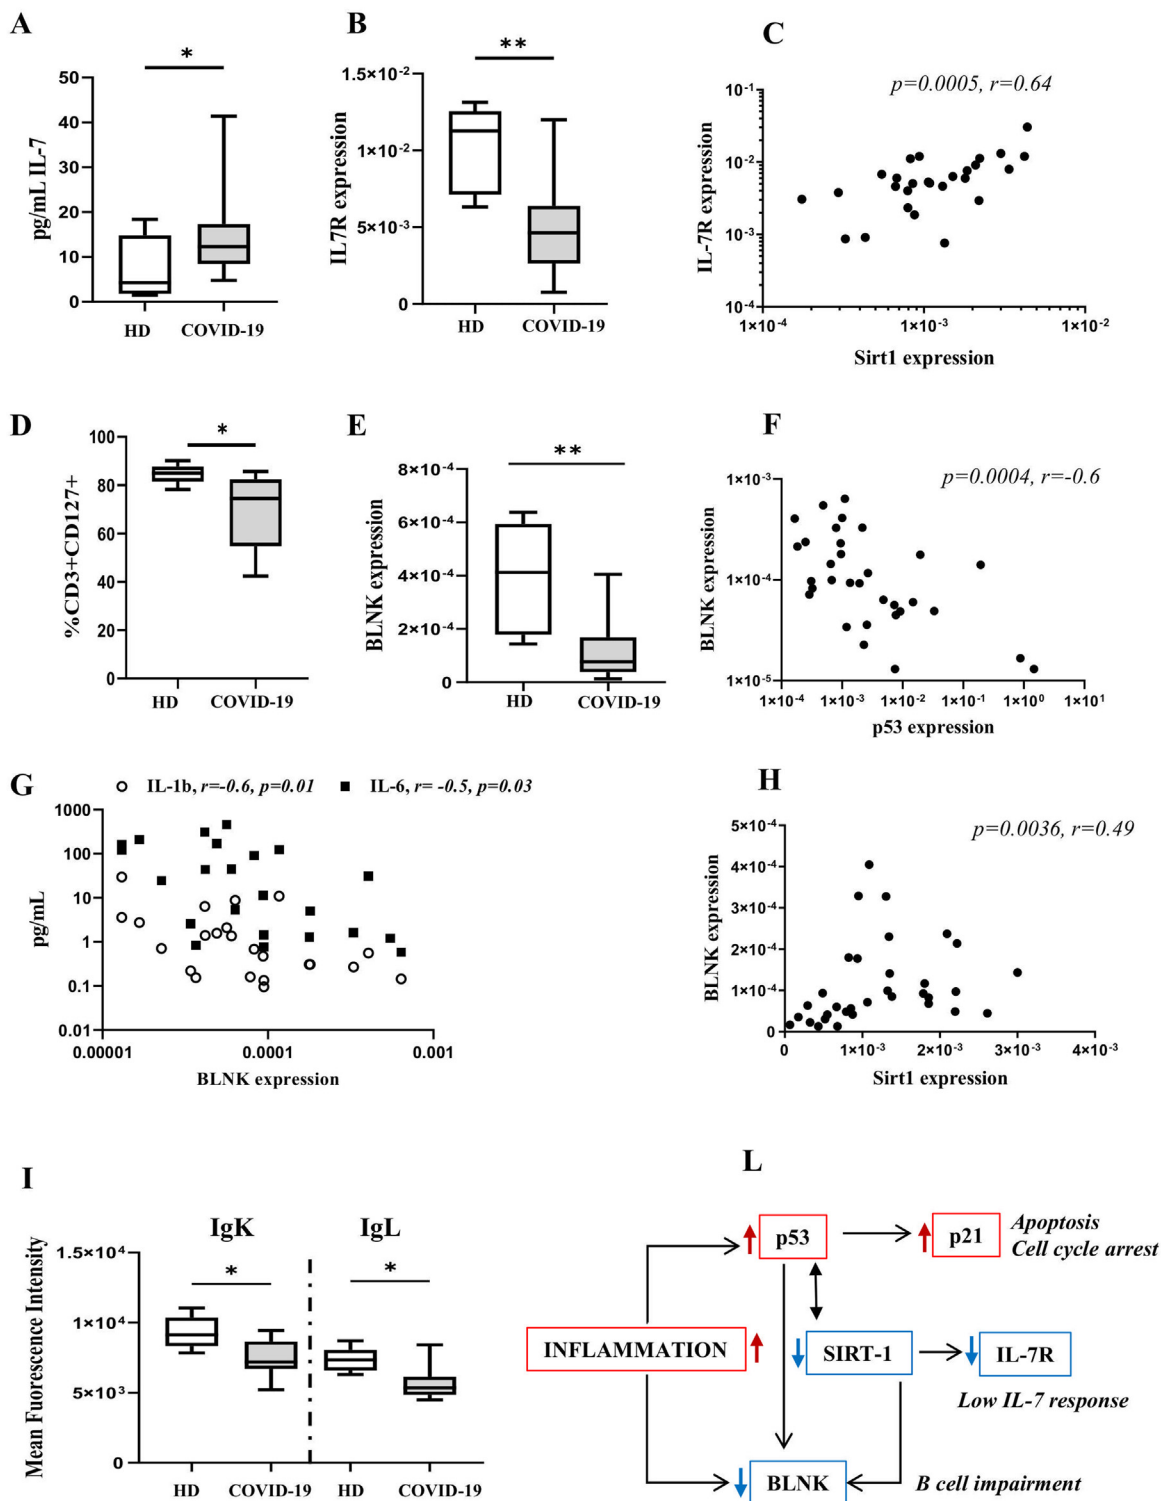 A
*
pg/mL IL-7
50
40
30
20
10
0
HD
COVID-19
B
**
IL7R expression
1.5×10⁻²
1×10⁻²
5×10⁻³
0
HD
COVID-19
C
p=0.0005, r=0.64
IL-7R expression
10⁻¹
10⁻²
10⁻³
10⁻⁴
1×10⁻⁴
1×10⁻³
1×10⁻²
Sirt1 expression
D
*
%CD3+CD127+
100
80
60
40
20
0
HD
COVID-19
E
**
BLNK expression
8×10⁻⁴
6×10⁻⁴
4×10⁻⁴
2×10⁻⁴
0
HD
COVID-19
F
p=0.0004, r=-0.6
BLNK expression
1×10⁻³
1×10⁻⁴
1×10⁻⁵
1×10⁻⁴
1×10⁻³
1×10⁻²
1×10⁻¹
1×10⁰
1×10¹
p53 expression
G
IL-1b, r=-0.6, p=0.01
IL-6, r= -0.5, p=0.03
pg/mL
1000
100
10
1
0.1
0.01
0.00001
0.0001
0.001
BLNK expression
H
p=0.0036, r=0.49
BLNK expression
5×10⁻⁴
4×10⁻⁴
3×10⁻⁴
2×10⁻⁴
1×10⁻⁴
0
0
1×10⁻³
2×10⁻³
3×10⁻³
4×10⁻³
Sirt1 expression
I
IgK
IgL
Mean Fuorescence Intensity
1.5×10⁴
1×10⁴
5×10³
0
*
*
HD
COVID-19
HD
COVID-19
L
p53
p21
Apoptosis
Cell cycle arrest
INFLAMMATION
SIRT-1
IL-7R
Low IL-7 response
BLNK
B cell impairment